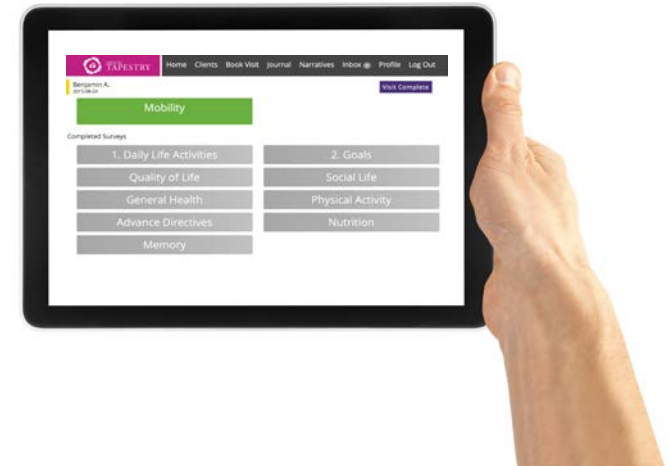 TAPESTRY Home Clients Book Visit Journal Narratives Inbox Profile Log Out
Benjamin A.
Visit Complete
Mobility
Completed Surveys
1. Daily Life Activities 2. Goals
Quality of Life Social Life
General Health Physical Activity
Advance Directives Nutrition
Memory